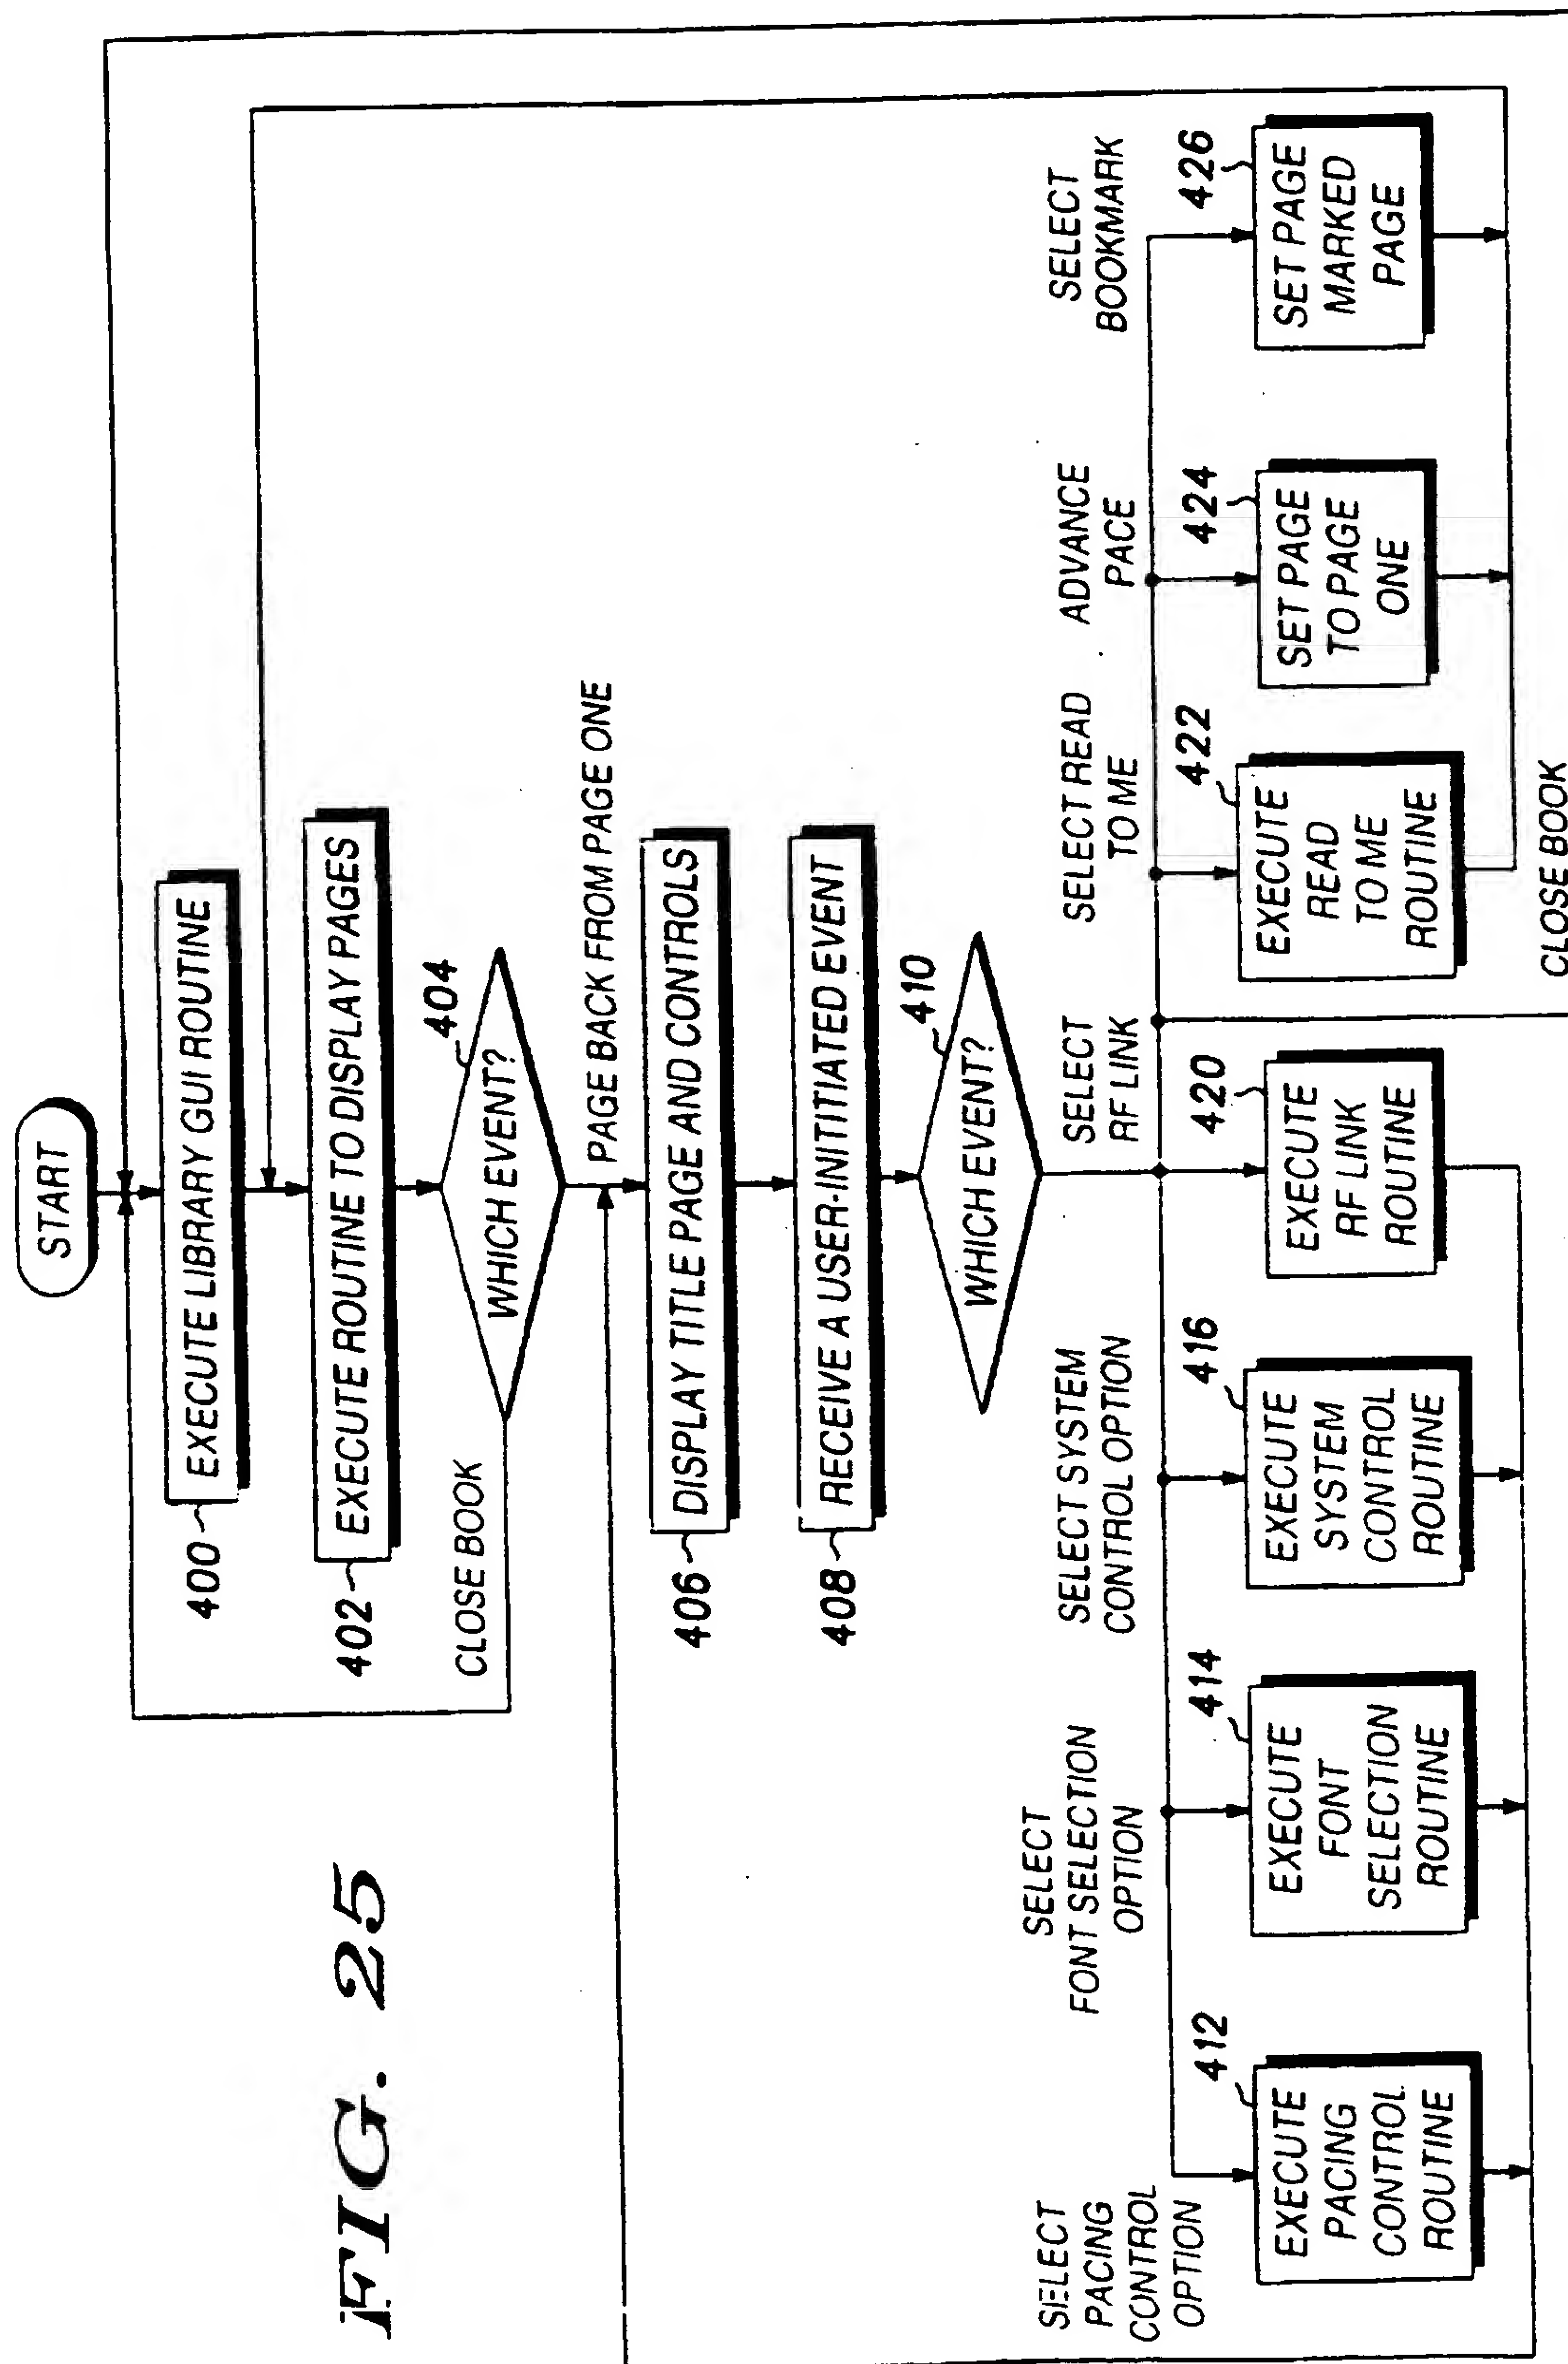 FIG. 25
START
400
EXECUTE LIBRARY GUI ROUTINE
402
EXECUTE ROUTINE TO DISPLAY PAGES
404
WHICH EVENT?
CLOSE BOOK
PAGE BACK FROM PAGE ONE
406
DISPLAY TITLE PAGE AND CONTROLS
408
RECEIVE A USER-INITITIATED EVENT
410
WHICH EVENT?
SELECT
PACING
CONTROL
OPTION
412
EXECUTE
PACING
CONTROL
ROUTINE
SELECT
FONT SELECTION
OPTION
414
EXECUTE
FONT
SELECTION
ROUTINE
SELECT SYSTEM
CONTROL OPTION
416
EXECUTE
SYSTEM
CONTROL
ROUTINE
SELECT
RF LINK
420
EXECUTE
RF LINK
ROUTINE
SELECT READ
TO ME
422
EXECUTE
READ
TO ME
ROUTINE
ADVANCE
PACE
424
SET PAGE
TO PAGE
ONE
SELECT
BOOKMARK
426
SET PAGE
MARKED
PAGE
CLOSE BOOK